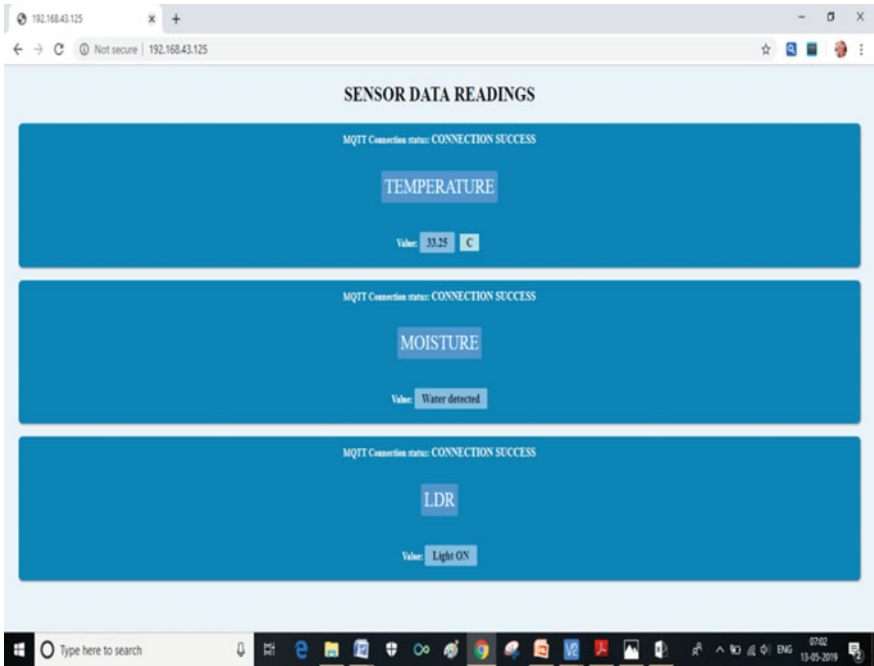 192.168.43.125
Not secure | 192.168.43.125
SENSOR DATA READINGS
MQTT Connection status: CONNECTION SUCCESS
TEMPERATURE
Value: 33.25 C
MQTT Connection status: CONNECTION SUCCESS
MOISTURE
Value: Water detected
MQTT Connection status: CONNECTION SUCCESS
LDR
Value: Light ON
Type here to search
ENG
07:02
13-05-2019